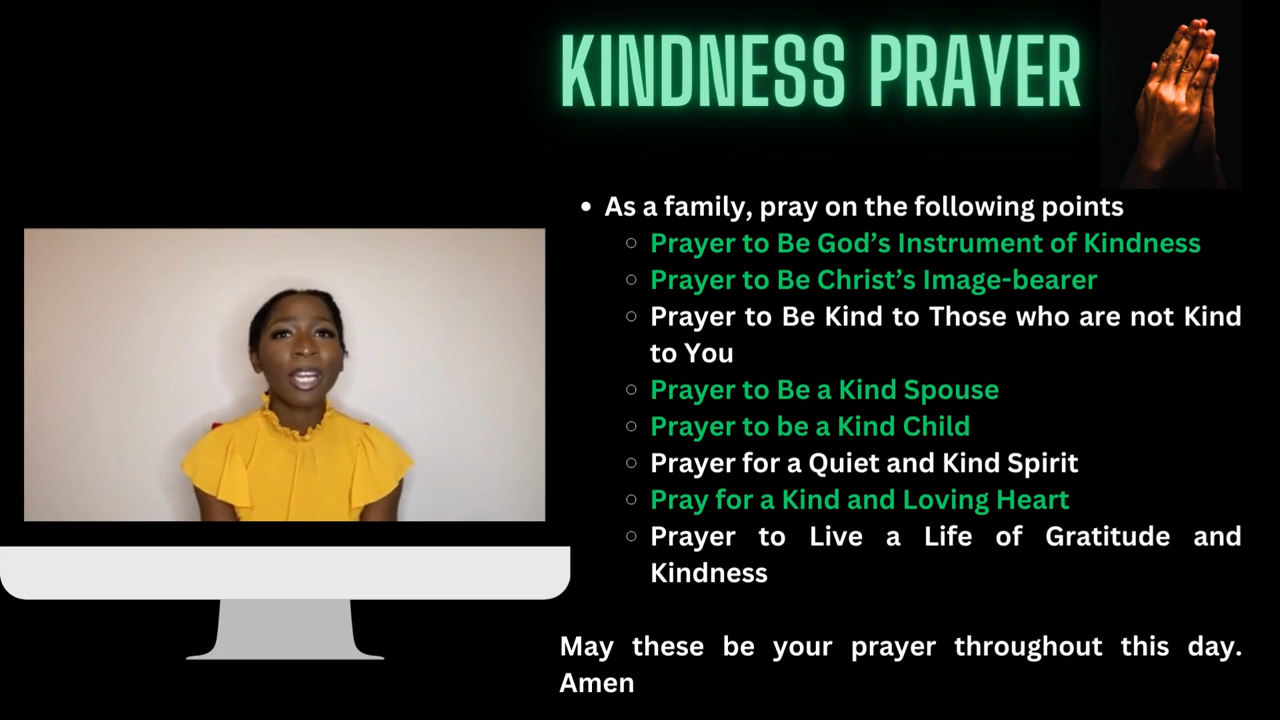 KINDNESS PRAYER
As a family, pray on the following points
Prayer to Be God’s Instrument of Kindness
Prayer to Be Christ’s Image-bearer
Prayer to Be Kind to Those who are not Kind
to You
Prayer to Be a Kind Spouse
Prayer to be a Kind Child
Prayer for a Quiet and Kind Spirit
Pray for a Kind and Loving Heart
Prayer to Live a Life of Gratitude and
Kindness
May these be your prayer throughout this day.
Amen